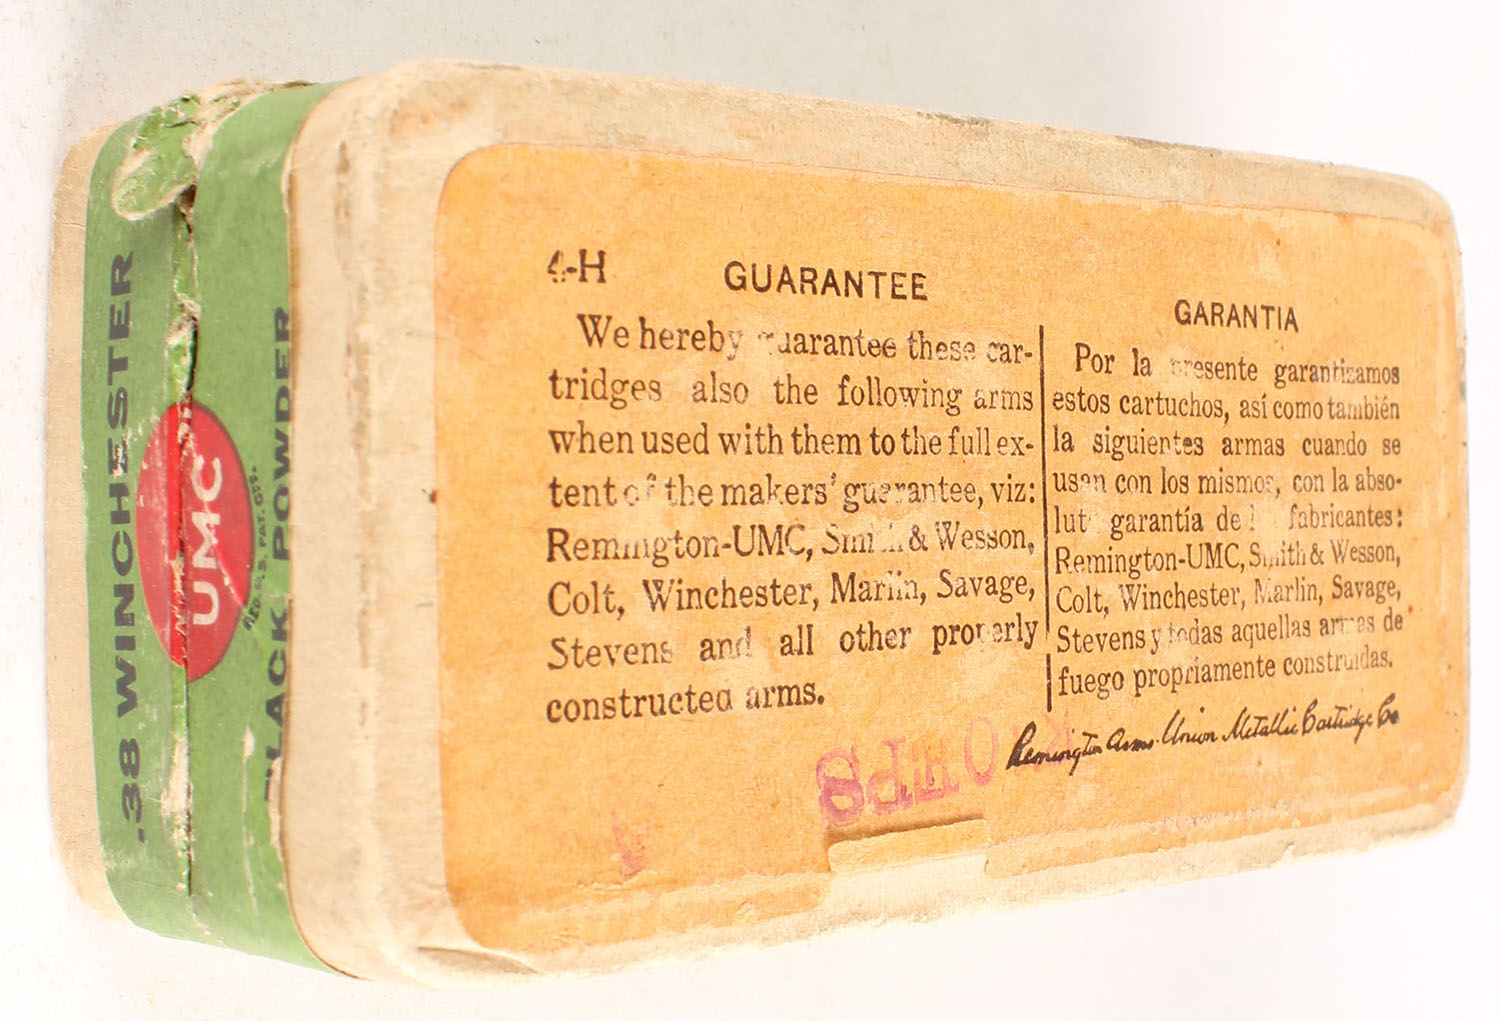 .38 WINCHESTER
UMC
REG. U.S. PAT. OFF.
BLACK POWDER
4-H
GUARANTEE
We hereby guarantee these car-
tridges also the following arms
when used with them to the full ex-
tent of the makers' guarantee, viz:
Remington-UMC, Smith & Wesson,
Colt, Winchester, Marlin, Savage,
Stevens and all other properly
constructed arms.
GARANTIA
Por la presente garantizamos
estos cartuchos, así como también
la siguientes armas cuando se
usan con los mismos, con la abso-
luta garantía de los fabricantes:
Remington-UMC, Smith & Wesson,
Colt, Winchester, Marlin, Savage,
Stevens y todas aquellas armas de
fuego propriamente construidas.
Remington Arms-Union Metallic Cartridge Co